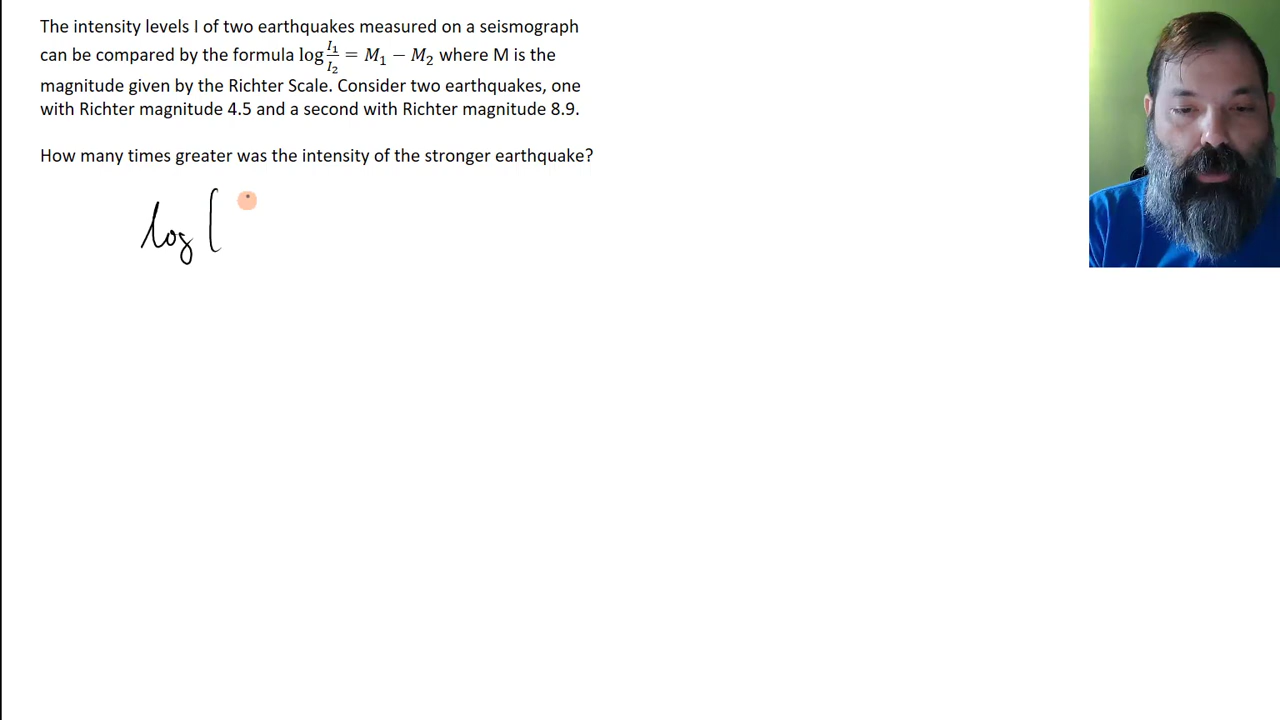 The intensity levels I of two earthquakes measured on a seismograph
can be compared by the formula log I₁/I₂ = M₁ − M₂ where M is the
magnitude given by the Richter Scale. Consider two earthquakes, one
with Richter magnitude 4.5 and a second with Richter magnitude 8.9.
How many times greater was the intensity of the stronger earthquake?
log (